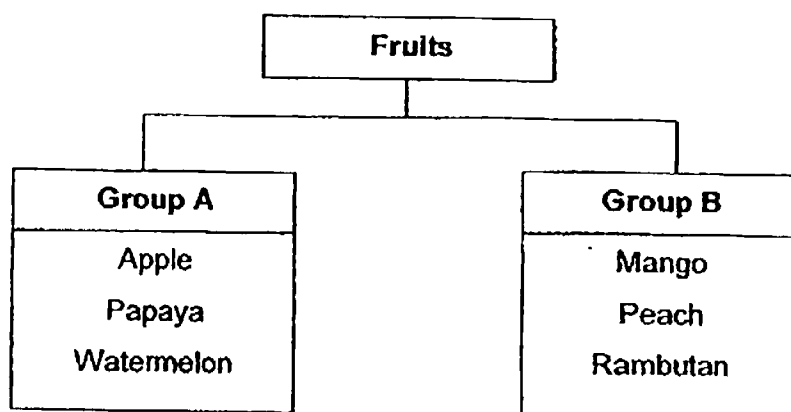 Fruits
Group A
Apple
Papaya
Watermelon
Group B
Mango
Peach
Rambutan